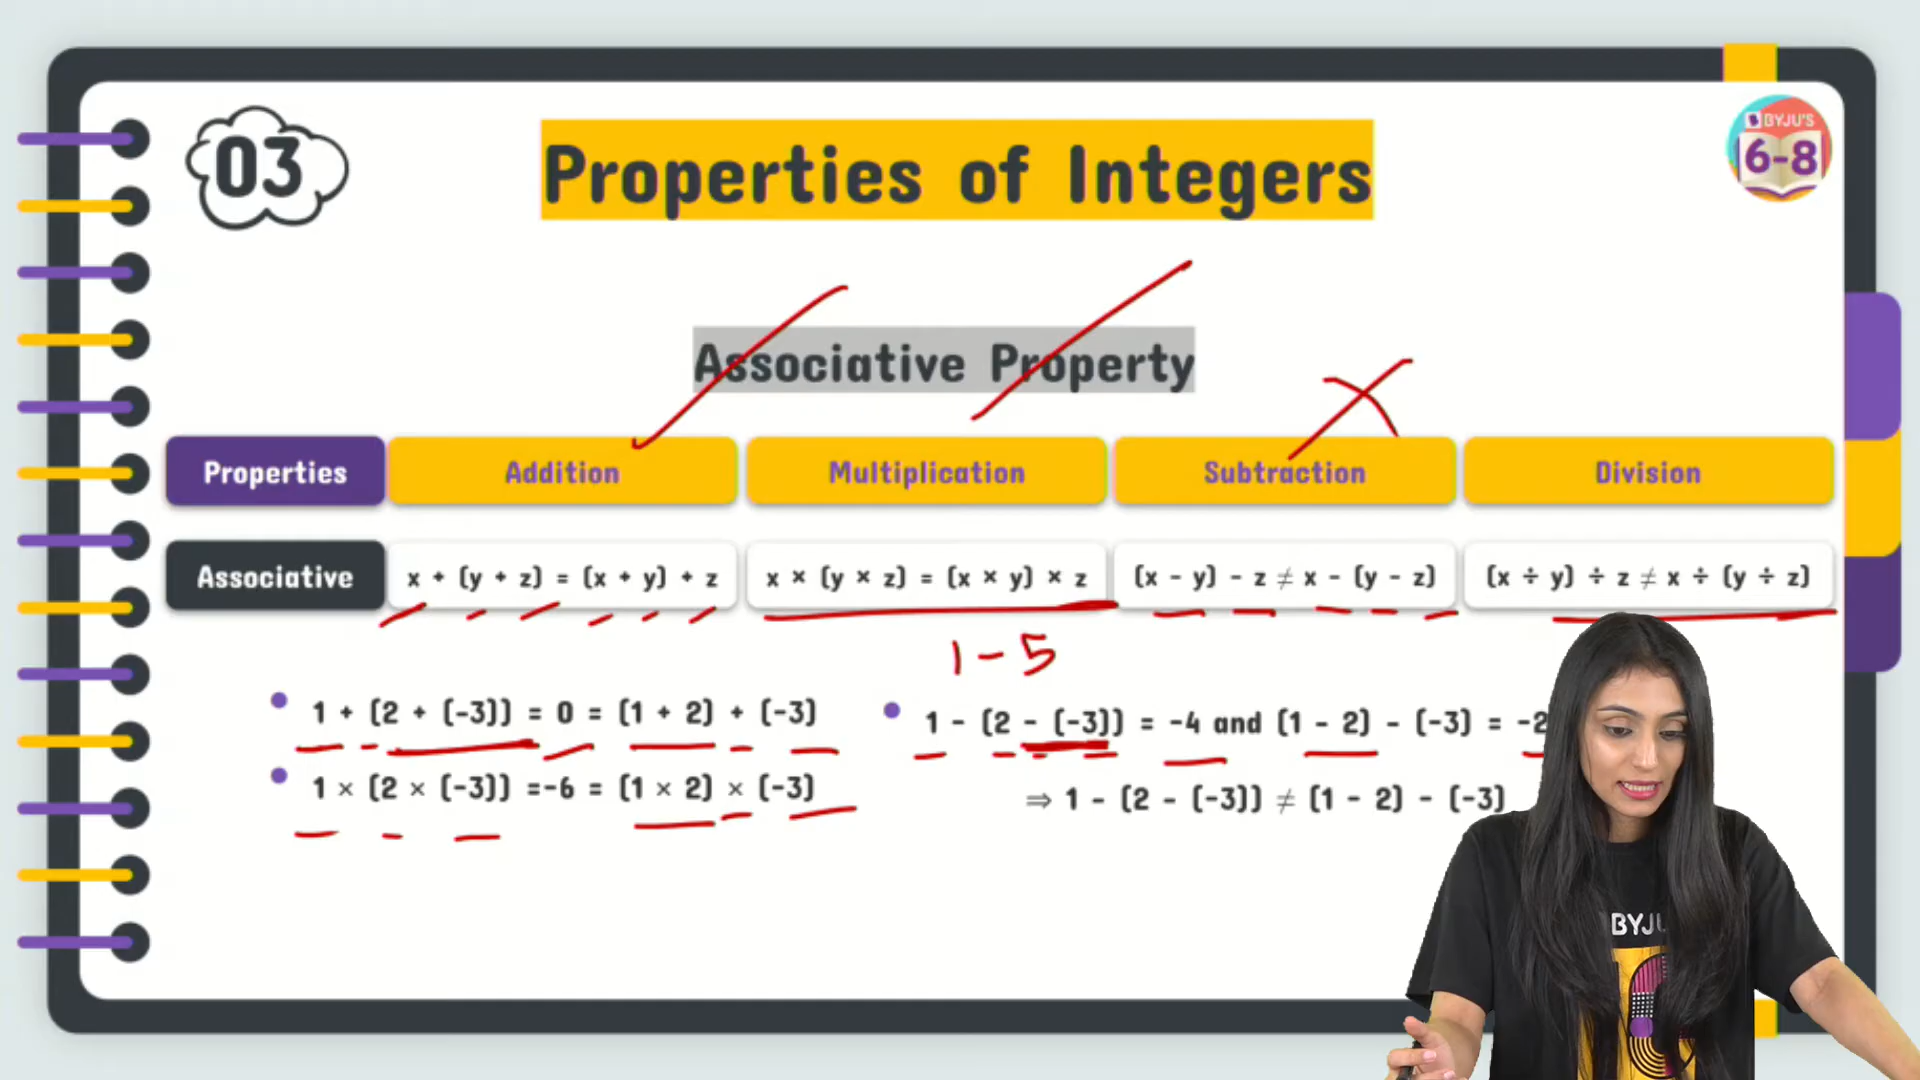 03
Properties of Integers
BYJU'S
6-8
Associative Property
Properties Addition Multiplication Subtraction Division
Associative x + (y + z) = (x + y) + z x × (y × z) = (x × y) × z (x - y) - z ≠ x - (y - z) (x ÷ y) ÷ z ≠ x ÷ (y ÷ z)
1 - 5
1 + (2 + (-3)) = 0 = (1 + 2) + (-3)
1 × (2 × (-3)) =-6 = (1 × 2) × (-3)
1 - (2 - (-3)) = -4 and (1 - 2) - (-3) = -2
⇒ 1 - (2 - (-3)) ≠ (1 - 2) - (-3)
BYJU